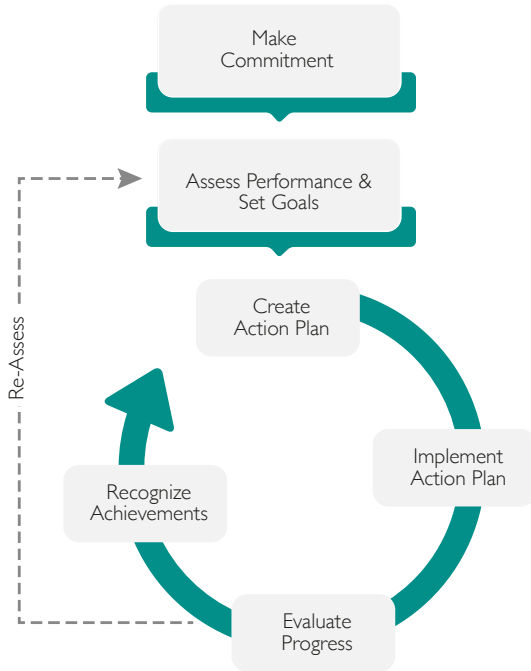 Make
Commitment
Assess Performance &
Set Goals
Create
Action Plan
Implement
Action Plan
Evaluate
Progress
Recognize
Achievements
Re-Assess